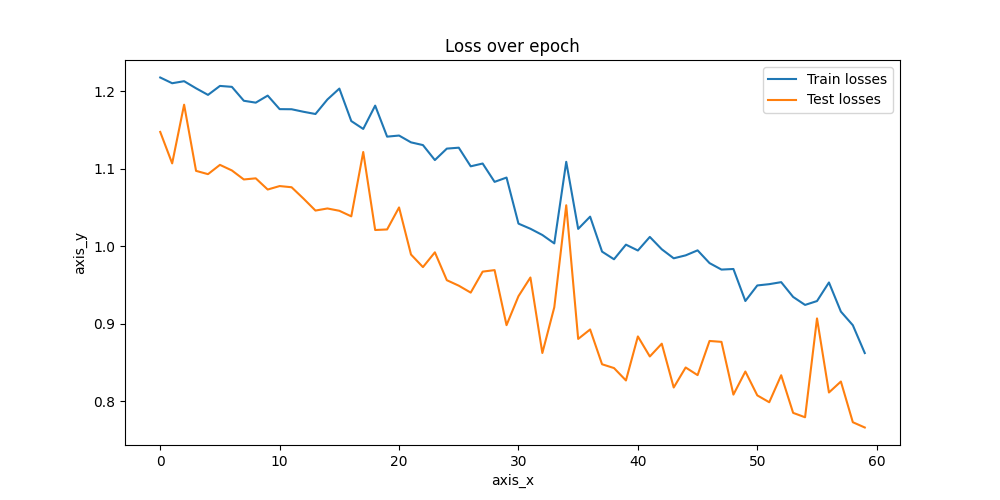 Loss over epoch
Train losses
Test losses
1.2
1.1
1.0
0.9
0.8
axis_y
0 10 20 30 40 50 60
axis_x